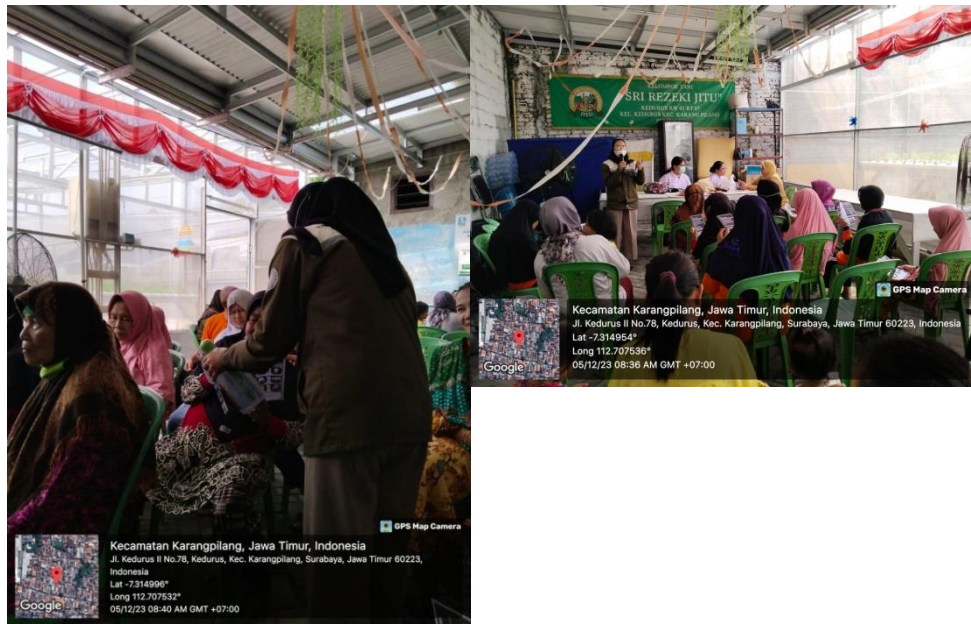 GPS Map Camera
Google
Kecamatan Karangpilang, Jawa Timur, Indonesia
Jl. Kedurus II No.78, Kedurus, Kec. Karangpilang, Surabaya, Jawa Timur 60223,
Indonesia
Lat -7.314996°
Long 112.707532°
05/12/23 08:40 AM GMT +07:00
KELOMPOK TANI
"SRI REZEKI JITU"
KEL. KEDURUS KEC. KARANG PILANG
GPS Map Camera
Google
Kecamatan Karangpilang, Jawa Timur, Indonesia
Jl. Kedurus II No.78, Kedurus, Kec. Karangpilang, Surabaya, Jawa Timur 60223, Indonesia
Lat -7.314954°
Long 112.707536°
05/12/23 08:36 AM GMT +07:00